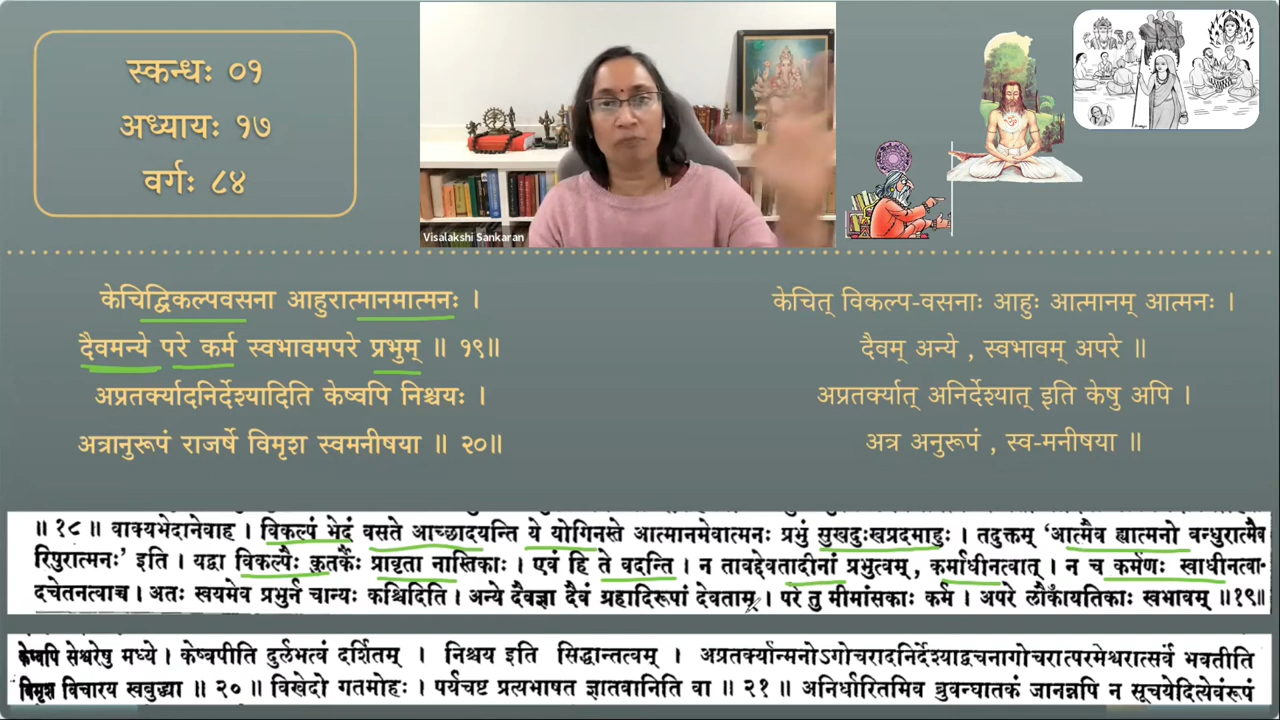 स्कन्धः ०१
अध्यायः १७
वर्गः ८४
Visalakshi Sankaran
केचिद्विकल्पवसना आहुरात्मानमात्मनः ।
दैवमन्ये परे कर्म स्वभावमपरे प्रभुम् ॥ १९॥
अप्रतर्क्यादनिर्देश्यादिति केष्वपि निश्चयः ।
अत्रानुरूपं राजर्षे विमृश स्वमनीषया ॥ २०॥
केचित् विकल्प-वसनाः आहुः आत्मानम् आत्मनः ।
दैवम् अन्ये , स्वभावम् अपरे ॥
अप्रतर्क्यात् अनिर्देश्यात् इति केषु अपि ।
अत्र अनुरूपं , स्व-मनीषया ॥
॥ १८ ॥ वाक्यभेदानेवाह । विकल्पं भेदं वसते आच्छादयन्ति ये योगिनस्ते आत्मानमेवात्मनः प्रभुं सुखदुःखप्रदमाहुः । तदुक्तम् ‘आत्मैव ह्यात्मनो बन्धुरात्मैव
रिपुरात्मनः’ इति । यद्वा विकल्पैः कुतर्कैः प्रावृता नास्तिकाः । एवं हि ते वदन्ति । न तावद्देवतादीनां प्रभुत्वम्, कर्माधीनत्वात् । न च कर्मणः स्वाधीनत्वा-
दचेतनत्वाच्च । अतः स्वयमेव प्रभुर्न चान्यः कश्चिदिति । अन्ये दैवज्ञा दैवं ग्रहादिरूपां देवताम् । परे तु मीमांसकाः कर्म । अपरे लौकायतिकाः स्वभावम् ॥१९॥
केष्वपि सेश्वरेषु मध्ये । केष्वपीति दुर्लभत्वं दर्शितम् । निश्चय इति सिद्धान्तत्वम् । अप्रतर्क्यान्मनोऽगोचरादनिर्देश्याद्वचनागोचरात्परमेश्वरात्सर्वं भवतीति
विमृश विचारय स्वबुद्ध्या ॥ २० ॥ विखेदो गतमोहः । पर्यचष्ट प्रत्यभाषत ज्ञातवानिति वा ॥ २१ ॥ अनिर्धारितमिव ब्रुवन्घातकं जानन्नपि न सूचयेदित्येवंरूपं